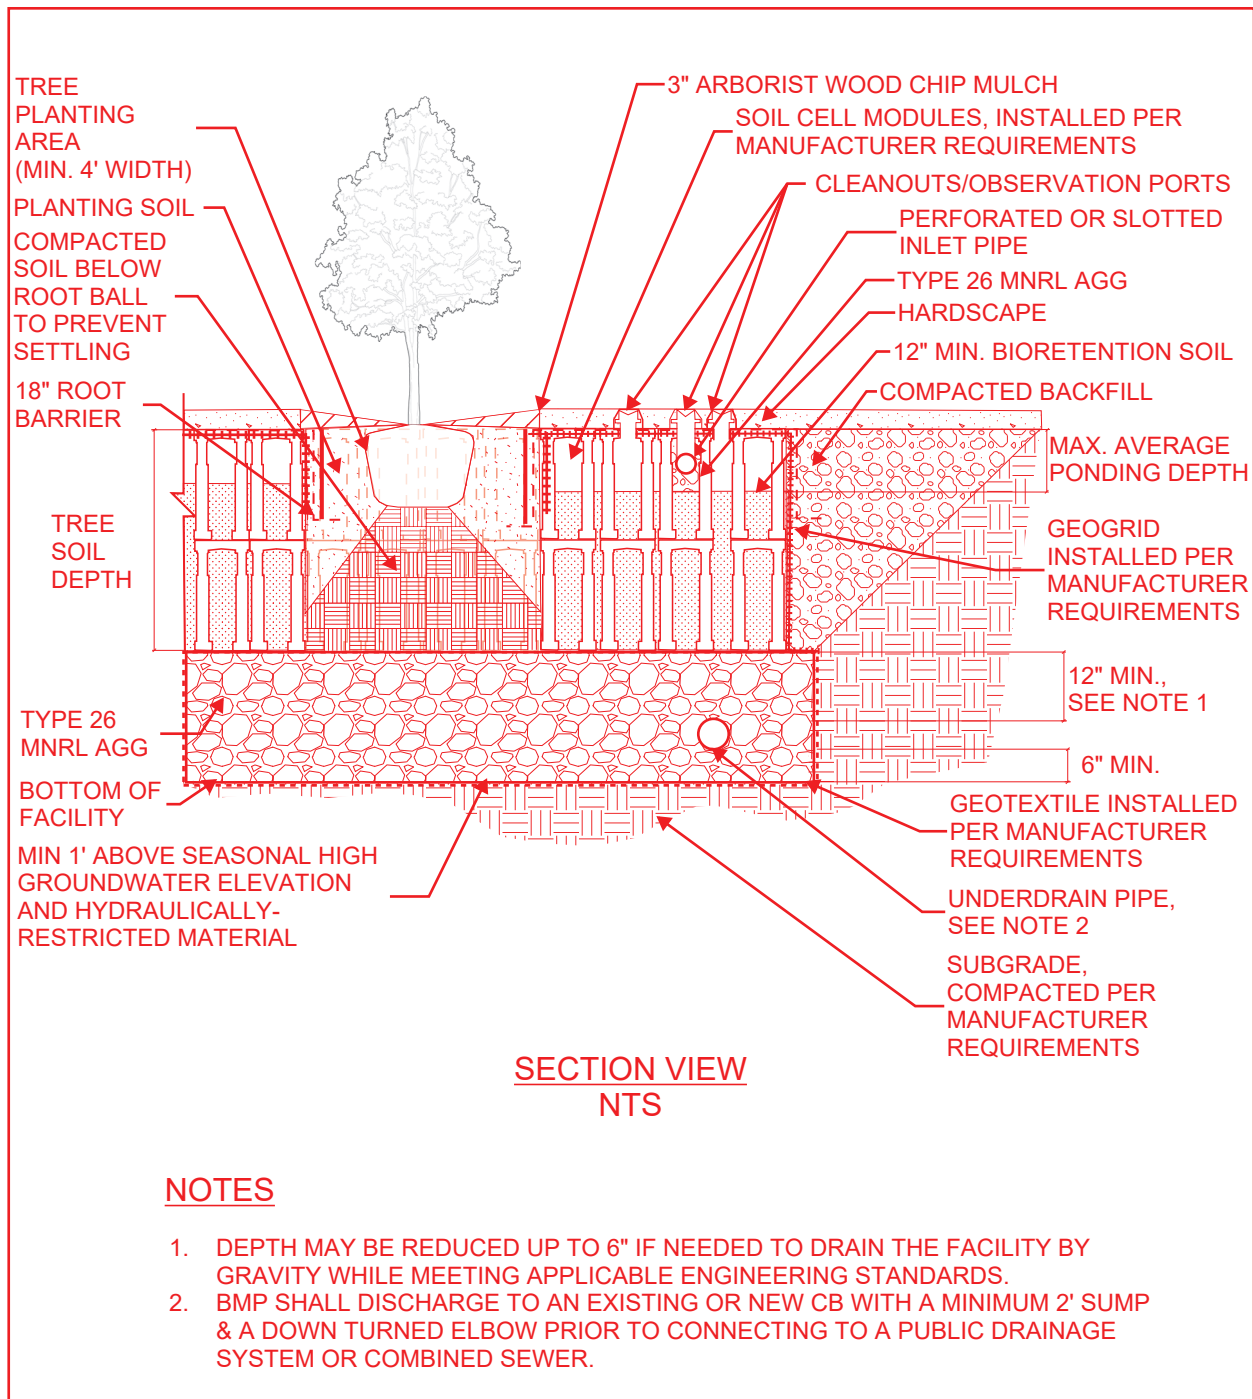 TREE
PLANTING
AREA
(MIN. 4' WIDTH)
PLANTING SOIL
COMPACTED
SOIL BELOW
ROOT BALL
TO PREVENT
SETTLING
18" ROOT
BARRIER
TREE
SOIL
DEPTH
TYPE 26
MNRL AGG
BOTTOM OF
FACILITY
MIN 1' ABOVE SEASONAL HIGH
GROUNDWATER ELEVATION
AND HYDRAULICALLY-
RESTRICTED MATERIAL
3" ARBORIST WOOD CHIP MULCH
SOIL CELL MODULES, INSTALLED PER
MANUFACTURER REQUIREMENTS
CLEANOUTS/OBSERVATION PORTS
PERFORATED OR SLOTTED
INLET PIPE
TYPE 26 MNRL AGG
HARDSCAPE
12" MIN. BIORETENTION SOIL
COMPACTED BACKFILL
MAX. AVERAGE
PONDING DEPTH
GEOGRID
INSTALLED PER
MANUFACTURER
REQUIREMENTS
12" MIN.,
SEE NOTE 1
6" MIN.
GEOTEXTILE INSTALLED
PER MANUFACTURER
REQUIREMENTS
UNDERDRAIN PIPE,
SEE NOTE 2
SUBGRADE,
COMPACTED PER
MANUFACTURER
REQUIREMENTS
SECTION VIEW
NTS
NOTES
1. DEPTH MAY BE REDUCED UP TO 6" IF NEEDED TO DRAIN THE FACILITY BY
GRAVITY WHILE MEETING APPLICABLE ENGINEERING STANDARDS.
2. BMP SHALL DISCHARGE TO AN EXISTING OR NEW CB WITH A MINIMUM 2' SUMP
& A DOWN TURNED ELBOW PRIOR TO CONNECTING TO A PUBLIC DRAINAGE
SYSTEM OR COMBINED SEWER.